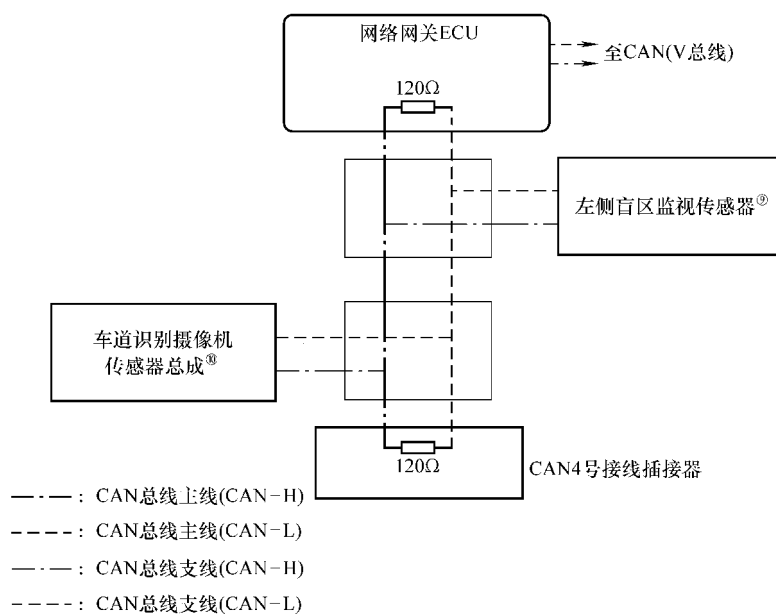 网络网关ECU
至CAN(V总线)
120Ω
左侧盲区监视传感器⑨
车道识别摄像机
传感器总成⑩
120Ω
CAN4号接线插接器
：CAN总线主线(CAN-H)
：CAN总线主线(CAN-L)
：CAN总线支线(CAN-H)
：CAN总线支线(CAN-L)